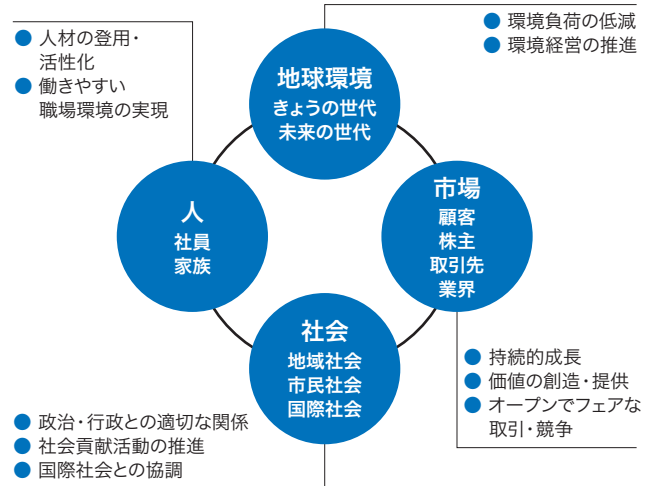 ● 人材の登用・
活性化
● 働きやすい
職場環境の実現
● 環境負荷の低減
● 環境経営の推進
地球環境
きょうの世代
未来の世代
人
社員
家族
市場
顧客
株主
取引先
業界
社会
地域社会
市民社会
国際社会
● 持続的成長
● 価値の創造・提供
● オープンでフェアな
取引・競争
● 政治・行政との適切な関係
● 社会貢献活動の推進
● 国際社会との協調